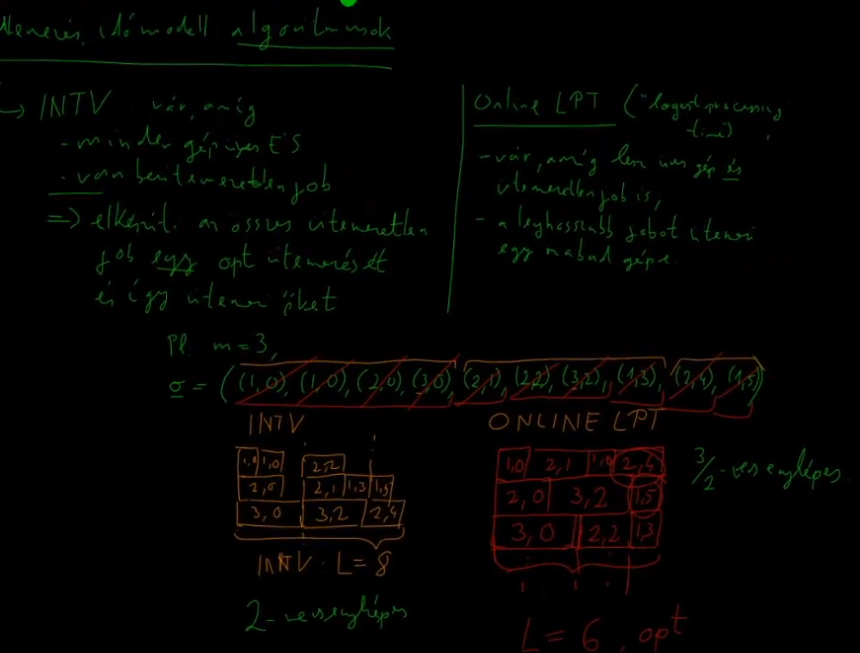 időmodell algoritmusok
→ INTV vár, amíg
- minden gép üres ÉS
- van ütemezetlen job
=> elkészít az összes ütemezetlen
job egy opt ütemezését
és így ütemezi őket
Online LPT ("longest processing
time")
- vár, amíg lesz üres gép és
ütemezetlen job is,
- a leghosszabb jobot ütemezi
egy szabad gépre.
Pl. m=3,
σ = ((1,0), (1,0), (2,0), (3,0), (2,1), (2,2), (3,2), (1,3), (2,4), (1,5))
INTV
ONLINE LPT
1,0 1,0 2,2
2,0 2,1 1,3 1,5
3,0 3,2 2,4
INTV L=8
2-versenyképes
1,0 2,1 1,0 2,4
2,0 3,2 1,5
3,0 2,2 1,3
L = 6, opt
3/2-versenyképes